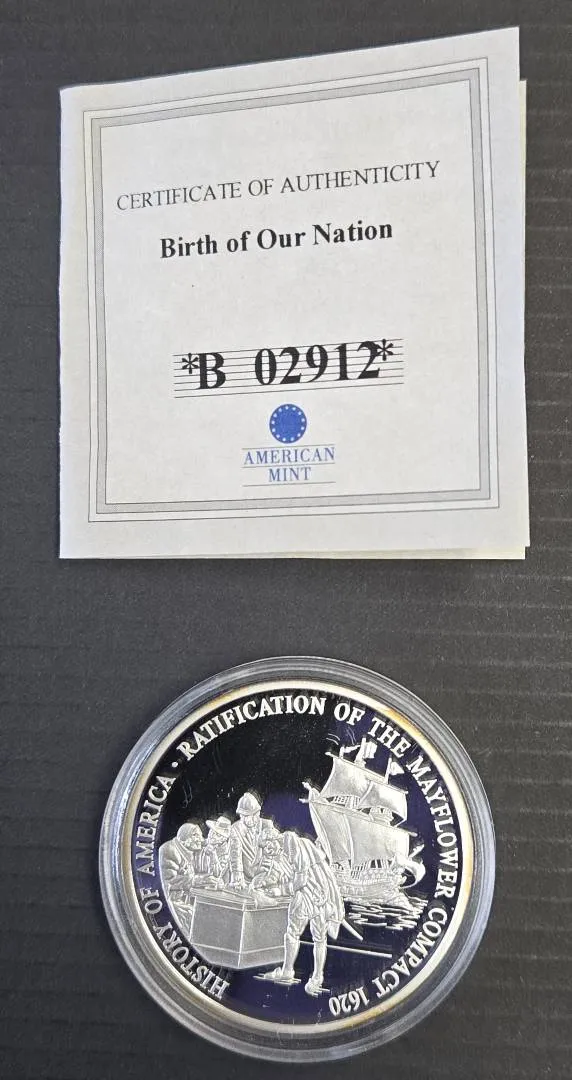 CERTIFICATE OF AUTHENTICITY
Birth of Our Nation
*B 02912*
AMERICAN
MINT
HISTORY OF AMERICA · RATIFICATION OF THE MAYFLOWER COMPACT 1620